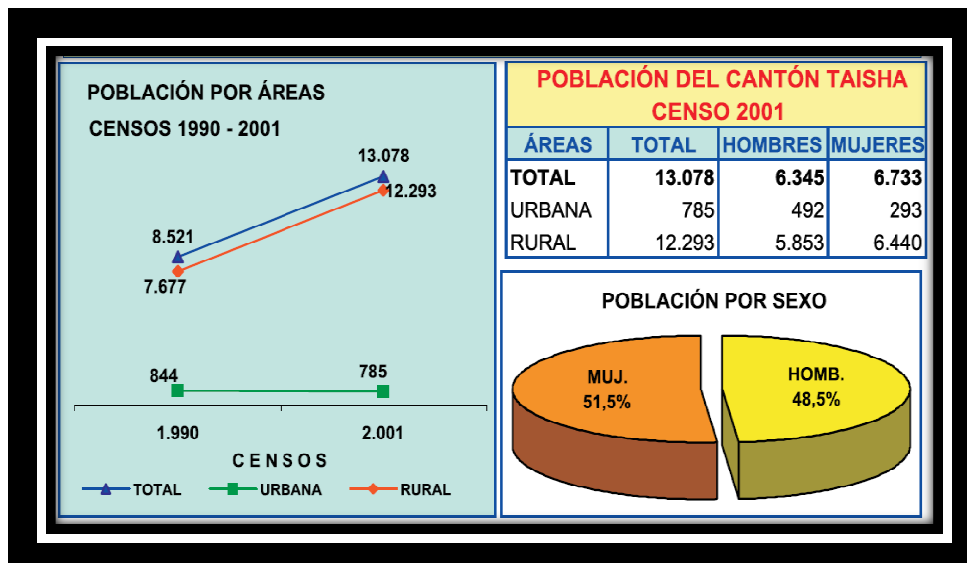 POBLACIÓN POR ÁREAS
CENSOS 1990 - 2001
13.078
12.293
8.521
7.677
844
785
1.990
2.001
CENSOS
TOTAL URBANA RURAL
POBLACIÓN DEL CANTÓN TAISHA
CENSO 2001
ÁREAS TOTAL HOMBRES MUJERES
TOTAL 13.078 6.345 6.733
URBANA 785 492 293
RURAL 12.293 5.853 6.440
POBLACIÓN POR SEXO
MUJ.
51,5%
HOMB.
48,5%